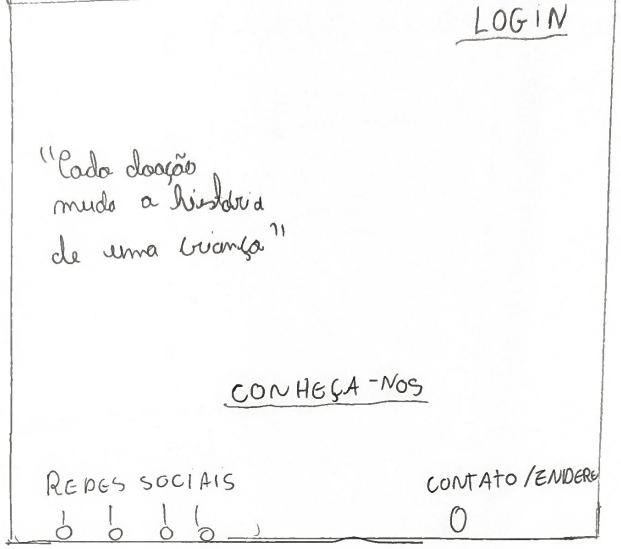 LOGIN
"Cada doação
muda a história
de uma criança"
CONHEÇA-NOS
REDES SOCIAIS
CONTATO/ENDERE